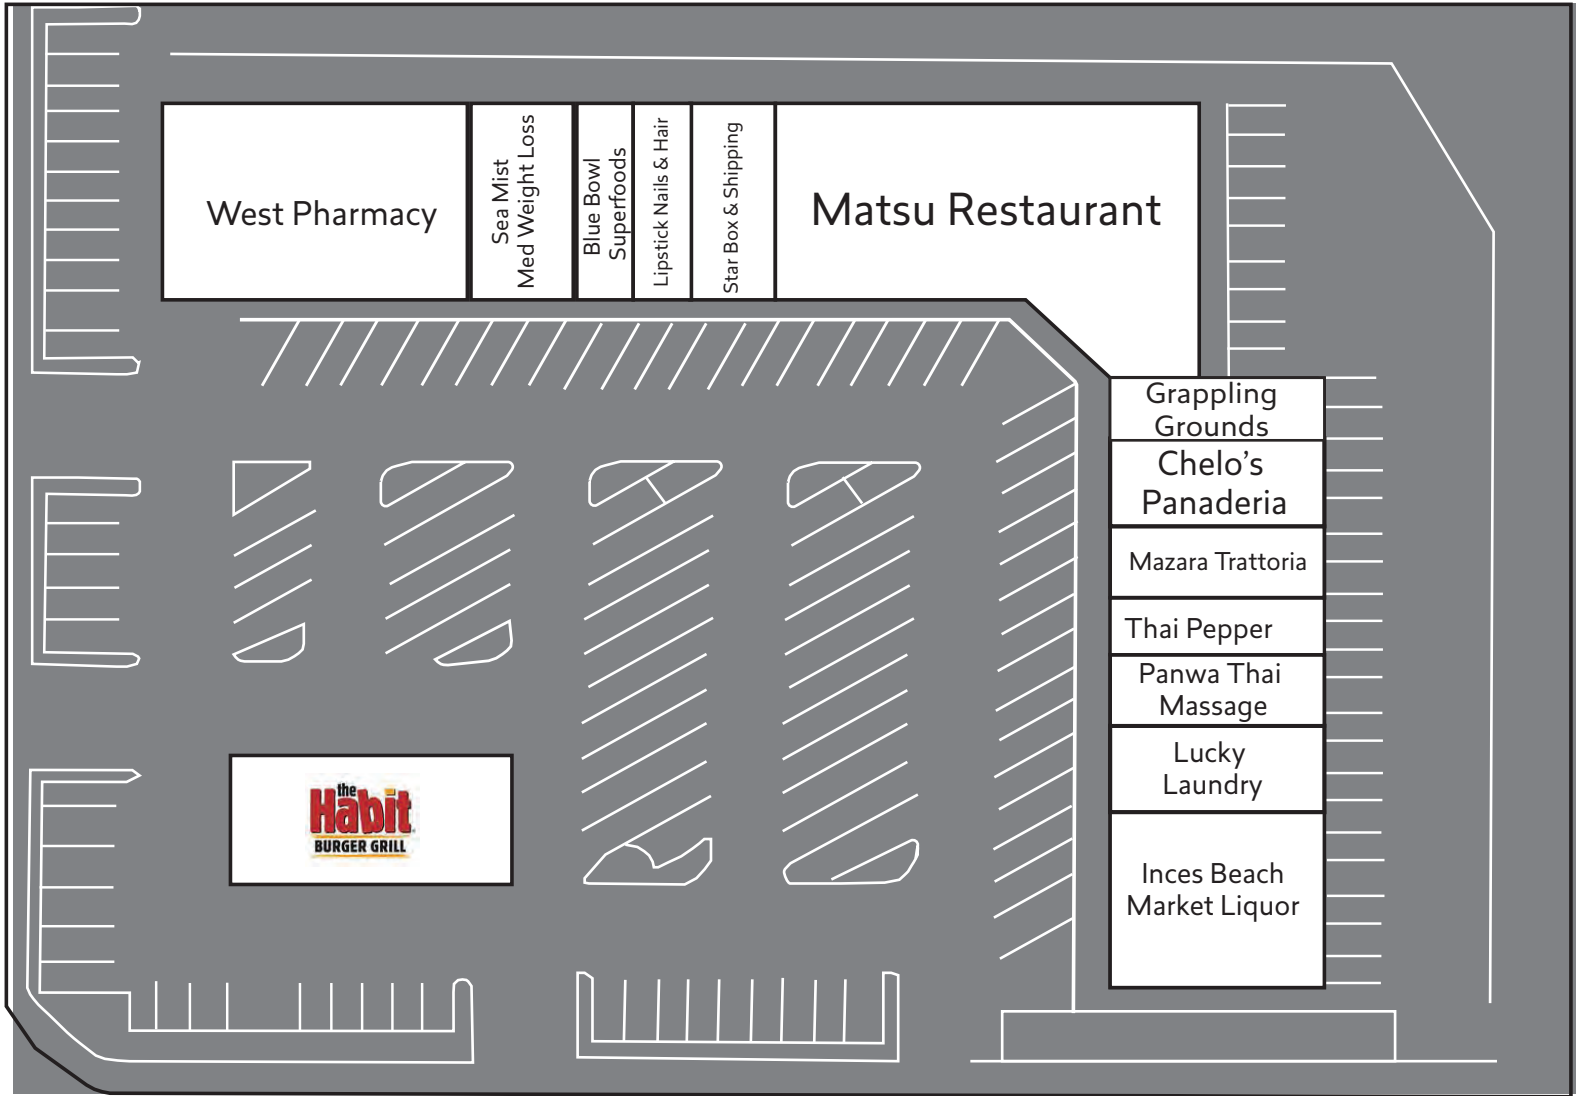 West Pharmacy
Sea Mist
Med Weight Loss
Blue Bowl
Superfoods
Lipstick Nails & Hair
Star Box & Shipping
Matsu Restaurant
Grappling
Grounds
Chelo's
Panaderia
Mazara Trattoria
Thai Pepper
Panwa Thai
Massage
Lucky
Laundry
the
Habit
BURGER GRILL
Inces Beach
Market Liquor